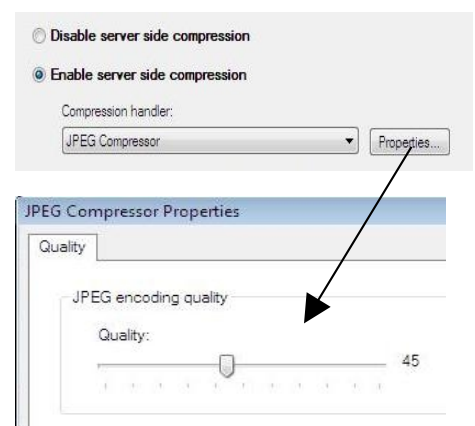 Disable server side compression
Enable server side compression
Compression handler:
JPEG Compressor
Properties...
JPEG Compressor Properties
Quality
JPEG encoding quality
Quality:
45